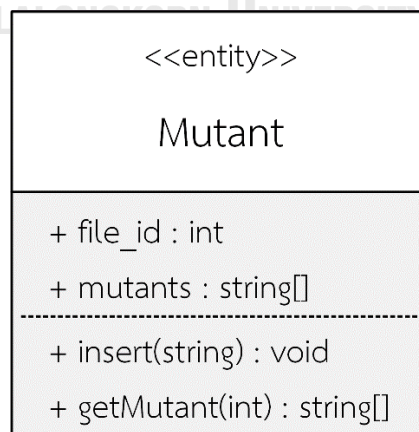 <<entity>>
Mutant
+ file_id : int
+ mutants : string[]
+ insert(string) : void
+ getMutant(int) : string[]